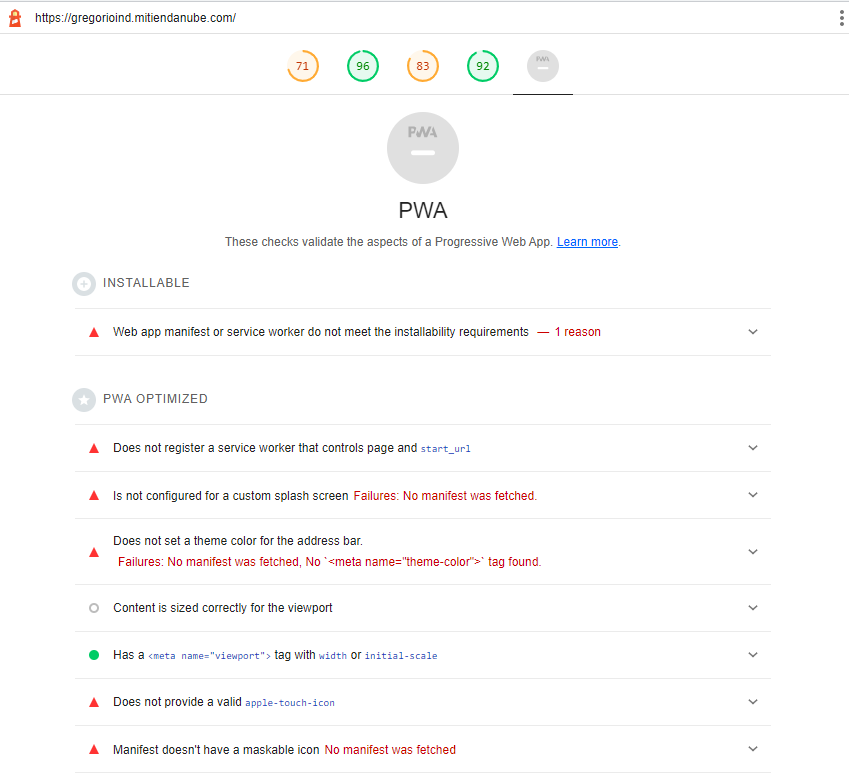 https://gregorioind.mitiendanube.com/
71 96 83 92 PWA
PWA
PWA
These checks validate the aspects of a Progressive Web App. Learn more.
INSTALLABLE
Web app manifest or service worker do not meet the installability requirements — 1 reason
PWA OPTIMIZED
Does not register a service worker that controls page and start_url
Is not configured for a custom splash screen Failures: No manifest was fetched.
Does not set a theme color for the address bar.
Failures: No manifest was fetched, No `<meta name="theme-color">` tag found.
Content is sized correctly for the viewport
Has a <meta name="viewport"> tag with width or initial-scale
Does not provide a valid apple-touch-icon
Manifest doesn't have a maskable icon No manifest was fetched